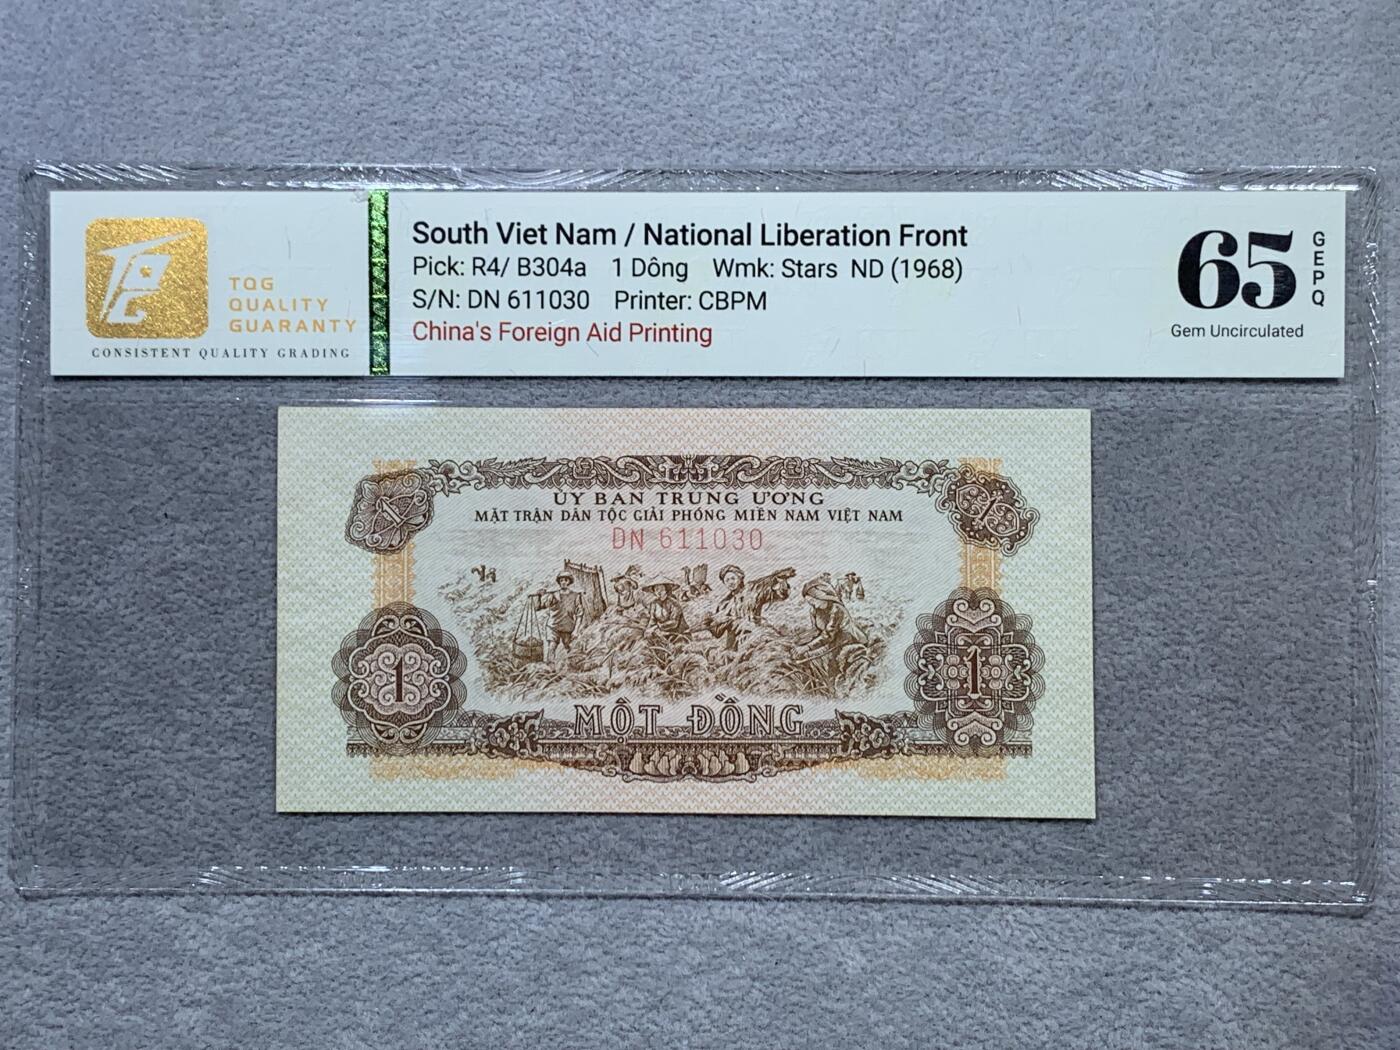 TQG
QUALITY
GUARANTY
CONSISTENT QUALITY GRADING
South Viet Nam / National Liberation Front
Pick: R4/ B304a 1 Dông Wmk: Stars ND (1968)
S/N: DN 611030 Printer: CBPM
China's Foreign Aid Printing
65
GEPQ
Gem Uncirculated
ỦY BAN TRUNG ƯƠNG
MẶT TRẬN DÂN TỘC GIẢI PHÓNG MIỀN NAM VIỆT NAM
DN 611030
1
1
1
1
MỘT ĐỒNG